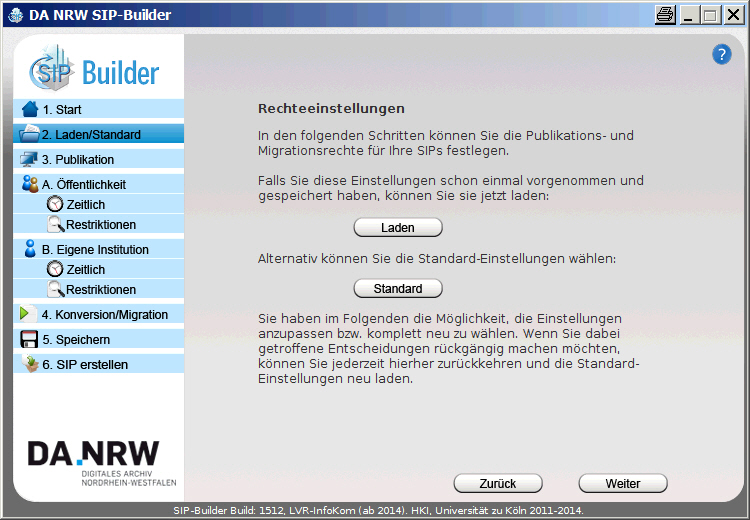 DA NRW SIP-Builder
?
SIP Builder
1. Start
2. Laden/Standard
3. Publikation
A. Öffentlichkeit
Zeitlich
Restriktionen
B. Eigene Institution
Zeitlich
Restriktionen
4. Konversion/Migration
5. Speichern
6. SIP erstellen
DA.NRW
DIGITALES ARCHIV
NORDRHEIN-WESTFALEN
Rechteeinstellungen
In den folgenden Schritten können Sie die Publikations- und
Migrationsrechte für Ihre SIPs festlegen.
Falls Sie diese Einstellungen schon einmal vorgenommen und
gespeichert haben, können Sie sie jetzt laden:
Laden
Alternativ können Sie die Standard-Einstellungen wählen:
Standard
Sie haben im Folgenden die Möglichkeit, die Einstellungen
anzupassen bzw. komplett neu zu wählen. Wenn Sie dabei
getroffene Entscheidungen rückgängig machen möchten,
können Sie jederzeit hierher zurückkehren und die Standard-
Einstellungen neu laden.
Zurück
Weiter
SIP-Builder Build: 1512, LVR-InfoKom (ab 2014). HKI, Universität zu Köln 2011-2014.